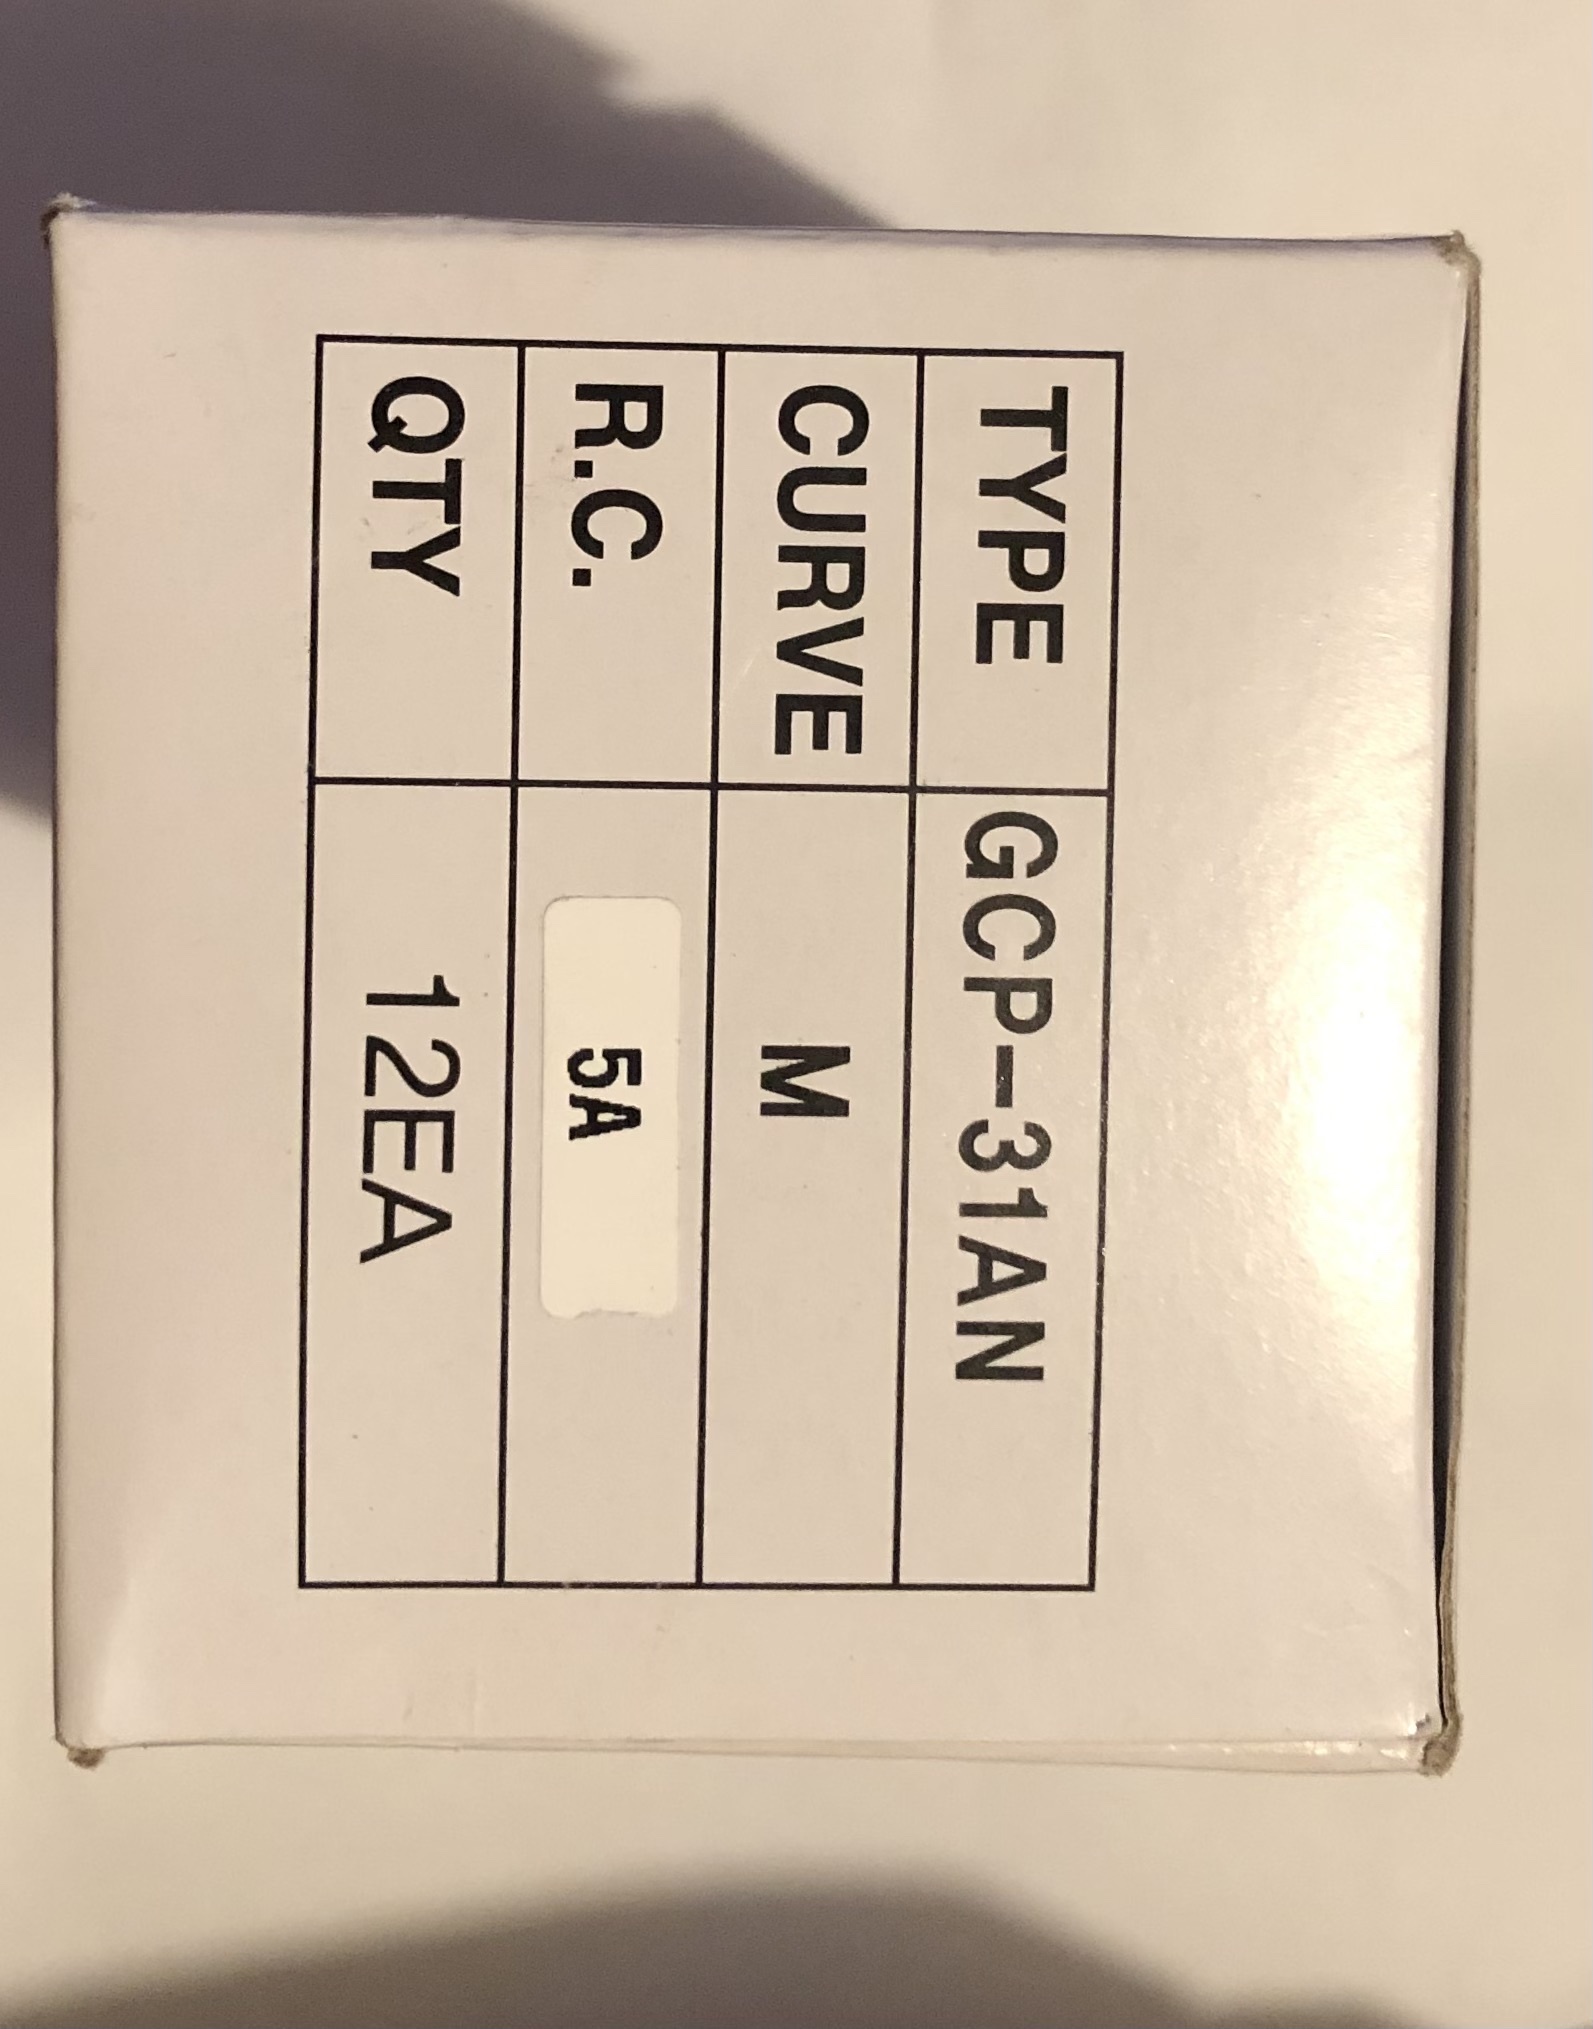 TYPE GCP-31AN
CURVE M
R.C. 5A
QTY 12EA